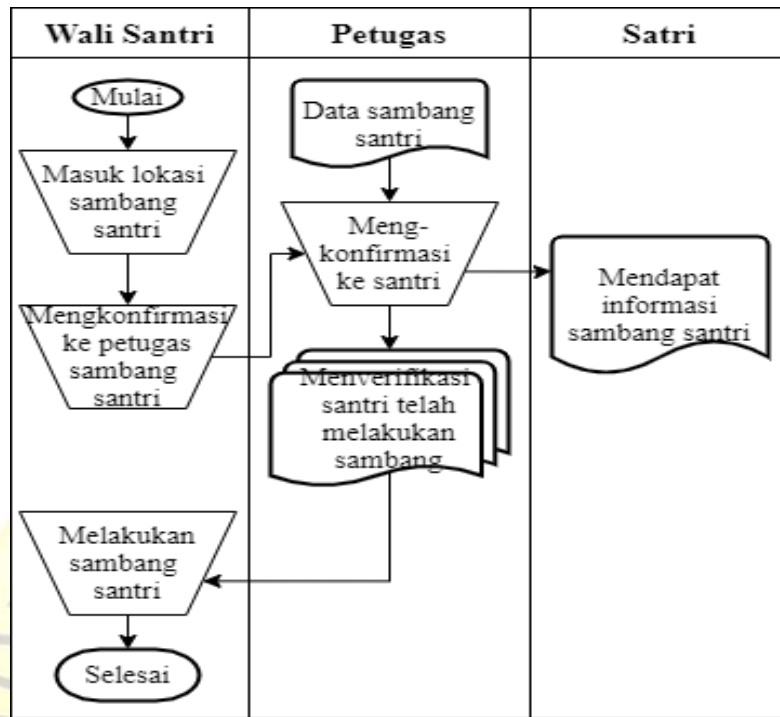 Wali Santri
Petugas
Satri
Mulai
Masuk lokasi
sambang
santri
Mengkonfirmasi
ke petugas
sambang
santri
Melakukan
sambang
santri
Selesai
Data sambang
santri
Meng-
konfirmasi
ke santri
Menverifikasi
santri telah
melakukan
sambang
Mendapat
informasi
sambang santri